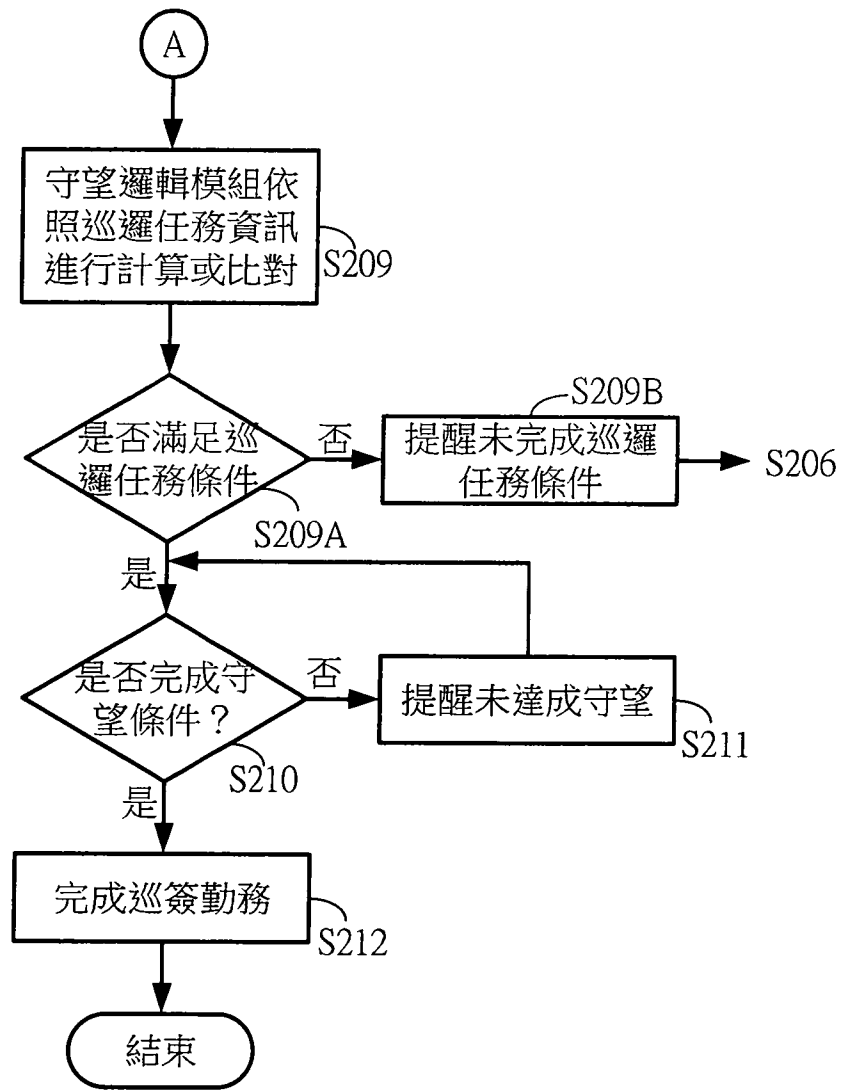 A
守望邏輯模組依
照巡邏任務資訊
進行計算或比對
S209
是否滿足巡
邏任務條件
S209A
否
提醒未完成巡邏
任務條件
S209B
S206
是
是否完成守
望條件？
S210
否
提醒未達成守望
S211
是
完成巡簽勤務
S212
結束